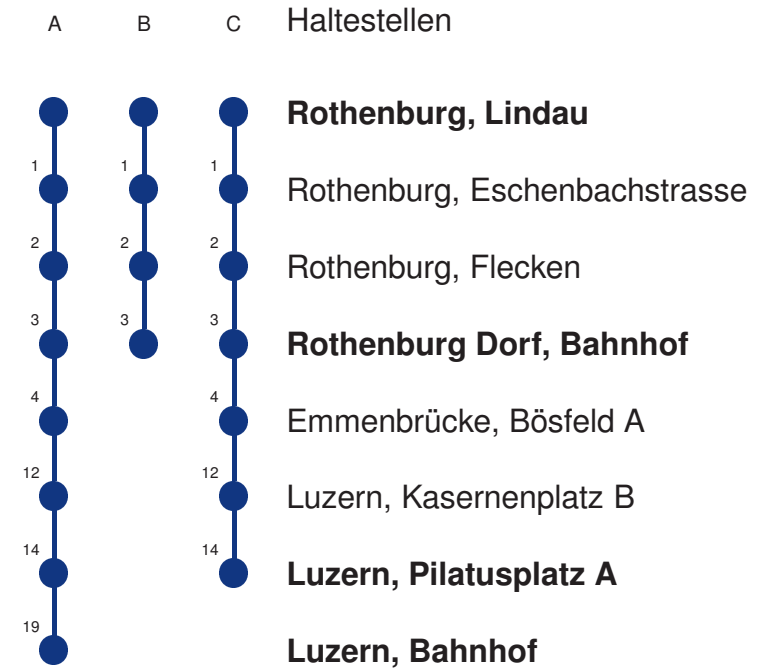 A B C Haltestellen
Rothenburg, Lindau
1 1 1 Rothenburg, Eschenbachstrasse
2 2 2 Rothenburg, Flecken
3 3 3 Rothenburg Dorf, Bahnhof
4 4 Emmenbrücke, Bösfeld A
12 12 Luzern, Kasernenplatz B
14 14 Luzern, Pilatusplatz A
19 Luzern, Bahnhof